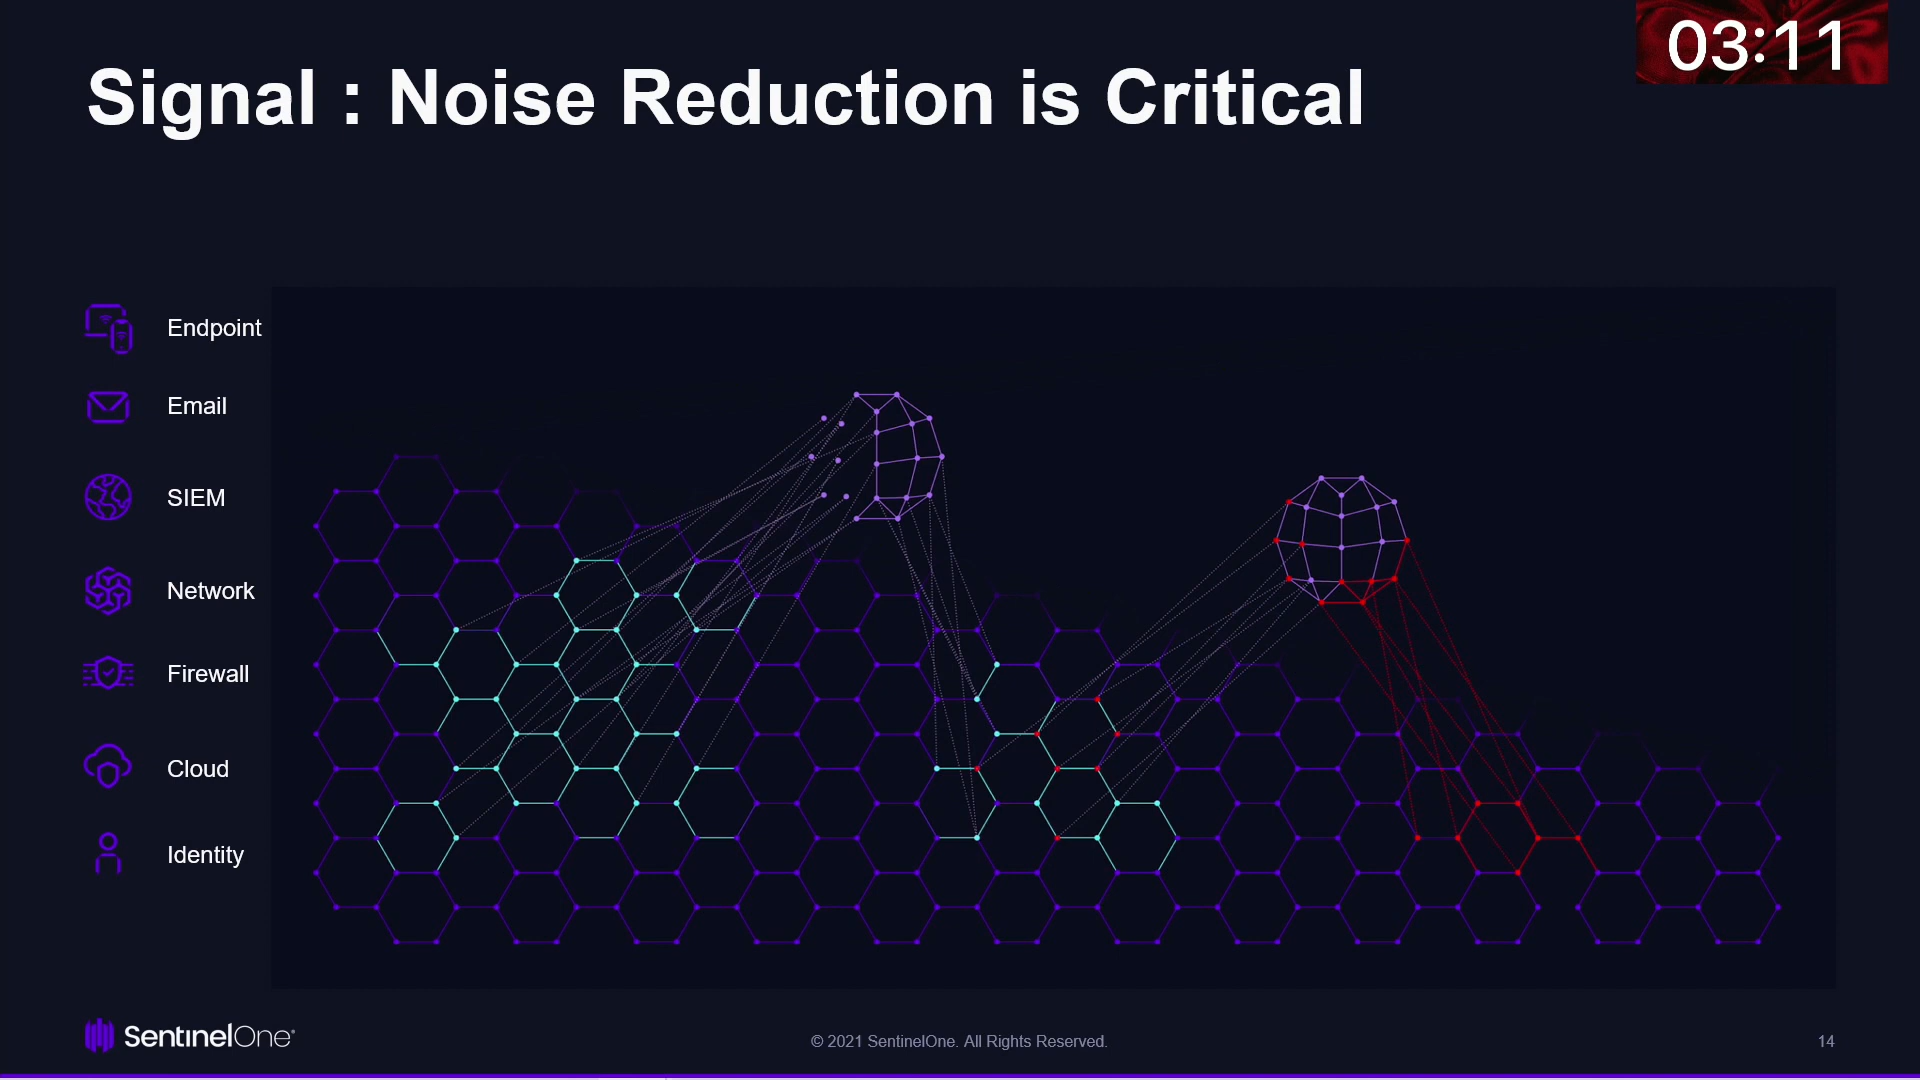 03:11
Signal : Noise Reduction is Critical
Endpoint
Email
SIEM
Network
Firewall
Cloud
Identity
SentinelOne
© 2021 SentinelOne. All Rights Reserved.
14